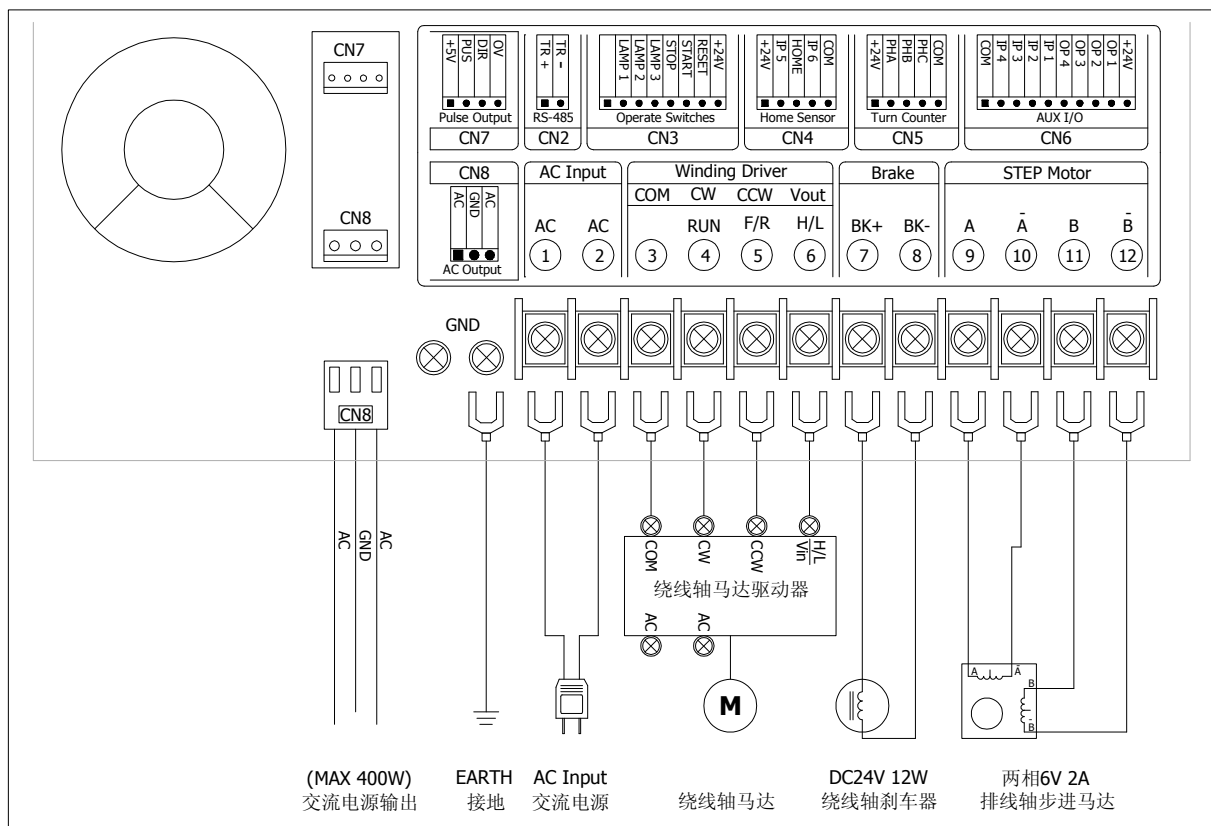 CN7
CN8
+5V PUS DIR OV
Pulse Output
CN7
TR + TR -
RS-485
CN2
LAMP 1 LAMP 2 LAMP 3 STOP START RESET +24V
Operate Switches
CN3
+24V IP 5 HOME IP 6 COM
Home Sensor
CN4
+24V PHA PHB PHC COM
Turn Counter
CN5
COM IP 4 IP 3 IP 2 IP 1 OP 4 OP 3 OP 2 OP 1 +24V
AUX I/O
CN6
CN8
AC GND AC
AC Output
AC Input
AC AC
1 2
Winding Driver
COM CW CCW Vout
RUN F/R H/L
3 4 5 6
Brake
BK+ BK-
7 8
STEP Motor
A Ā B B̄
9 10 11 12
GND
CN8
AC GND AC
COM CW CCW H/L Vin
绕线轴马达驱动器
AC AC
M
A Ā
B
B̄
(MAX 400W)
交流电源输出
EARTH
接地
AC Input
交流电源
绕线轴马达
DC24V 12W
绕线轴刹车器
两相6V 2A
排线轴步进马达